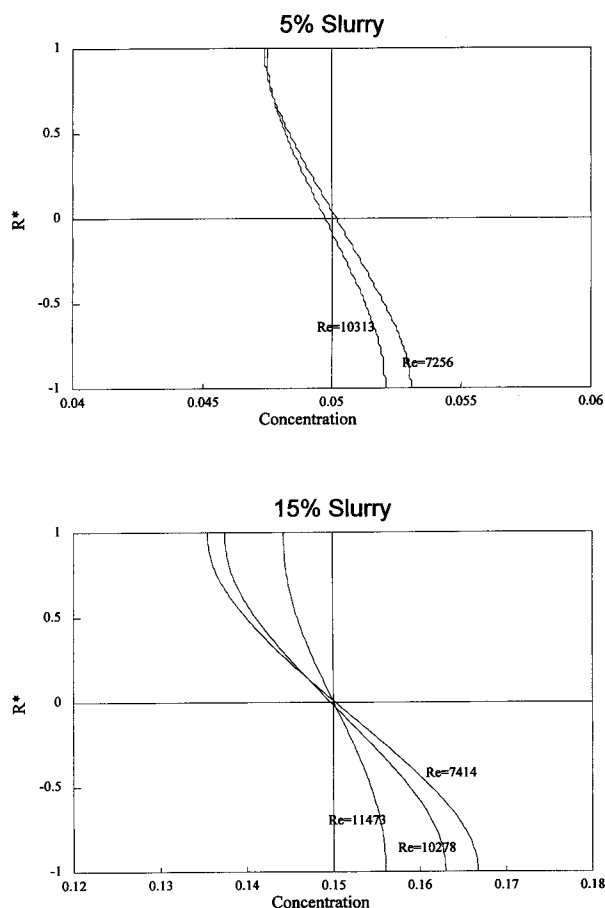 5% Slurry
1
0.5
R*
0
-0.5
Re=10313
Re=7256
-1
0.04
0.045
0.05
0.055
0.06
Concentration
15% Slurry
1
0.5
R*
0
-0.5
Re=7414
Re=11473
Re=10278
-1
0.12
0.13
0.14
0.15
0.16
0.17
0.18
Concentration